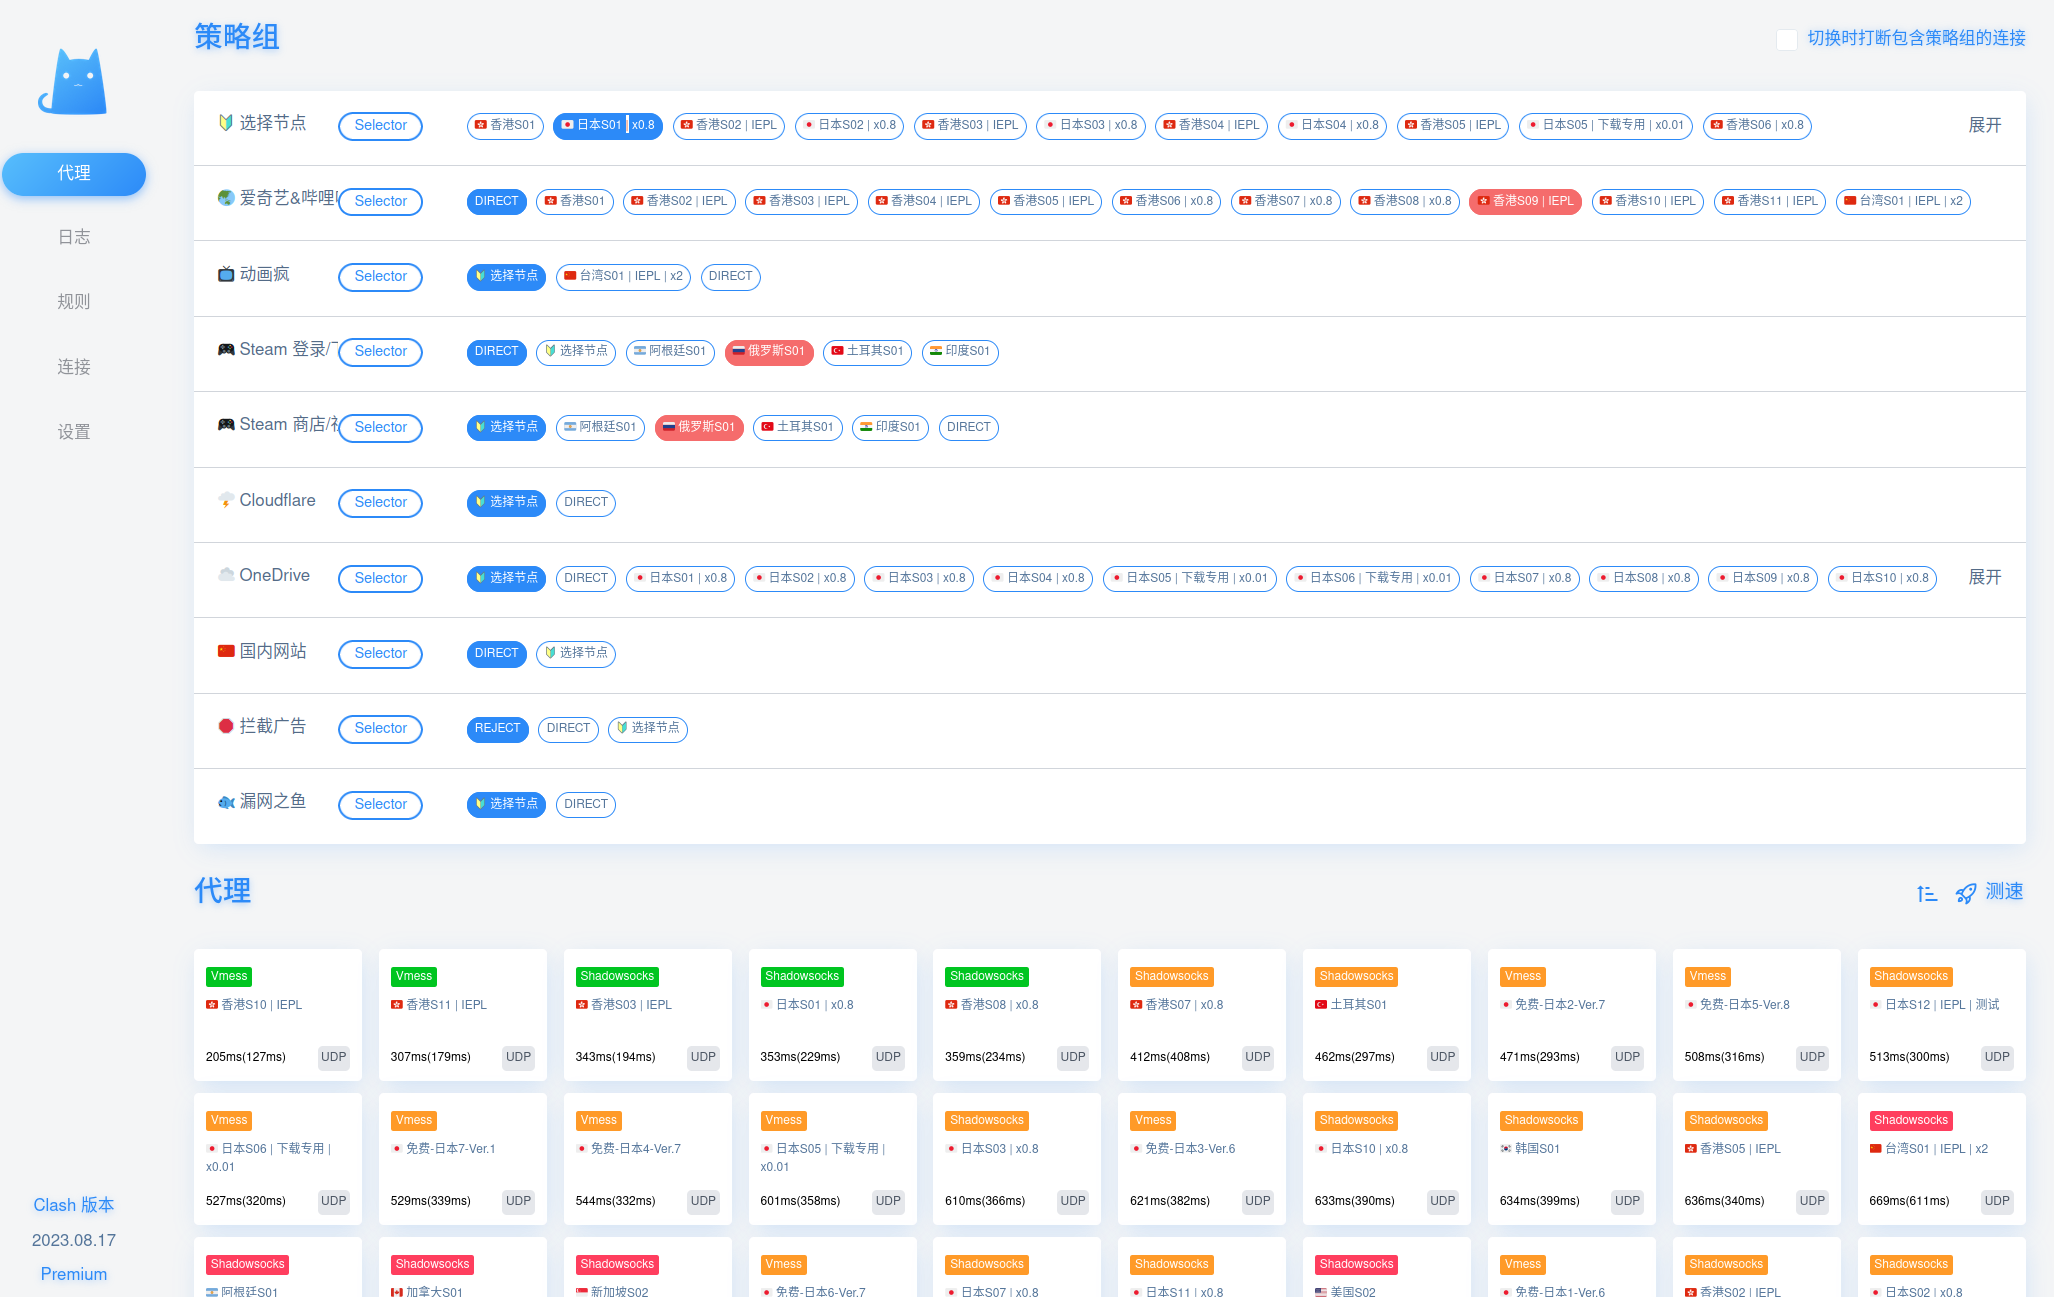 策略组
切换时打断包含策略组的连接
代理
日志
规则
连接
设置
Clash 版本
2023.08.17
Premium
选择节点 Selector 香港S01 日本S01 | x0.8 香港S02 | IEPL 日本S02 | x0.8 香港S03 | IEPL 日本S03 | x0.8 香港S04 | IEPL 日本S04 | x0.8 香港S05 | IEPL 日本S05 | 下载专用 | x0.01 香港S06 | x0.8 展开
爱奇艺&哔哩 Selector DIRECT 香港S01 香港S02 | IEPL 香港S03 | IEPL 香港S04 | IEPL 香港S05 | IEPL 香港S06 | x0.8 香港S07 | x0.8 香港S08 | x0.8 香港S09 | IEPL 香港S10 | IEPL 香港S11 | IEPL 台湾S01 | IEPL | x2
动画疯 Selector 选择节点 台湾S01 | IEPL | x2 DIRECT
Steam 登录/ Selector DIRECT 选择节点 阿根廷S01 俄罗斯S01 土耳其S01 印度S01
Steam 商店/ Selector 选择节点 阿根廷S01 俄罗斯S01 土耳其S01 印度S01 DIRECT
Cloudflare Selector 选择节点 DIRECT
OneDrive Selector 选择节点 DIRECT 日本S01 | x0.8 日本S02 | x0.8 日本S03 | x0.8 日本S04 | x0.8 日本S05 | 下载专用 | x0.01 日本S06 | 下载专用 | x0.01 日本S07 | x0.8 日本S08 | x0.8 日本S09 | x0.8 日本S10 | x0.8 展开
国内网站 Selector DIRECT 选择节点
拦截广告 Selector REJECT DIRECT 选择节点
漏网之鱼 Selector 选择节点 DIRECT
代理
测速
Vmess Vmess Shadowsocks Shadowsocks Shadowsocks Shadowsocks Shadowsocks Vmess Vmess Shadowsocks
香港S10 | IEPL 香港S11 | IEPL 香港S03 | IEPL 日本S01 | x0.8 香港S08 | x0.8 香港S07 | x0.8 土耳其S01 免费-日本2-Ver.7 免费-日本5-Ver.8 日本S12 | IEPL | 测试
205ms(127ms) UDP 307ms(179ms) UDP 343ms(194ms) UDP 353ms(229ms) UDP 359ms(234ms) UDP 412ms(408ms) UDP 462ms(297ms) UDP 471ms(293ms) UDP 508ms(316ms) UDP 513ms(300ms) UDP
Vmess Vmess Vmess Vmess Shadowsocks Vmess Shadowsocks Shadowsocks Shadowsocks Shadowsocks
日本S06 | 下载专用 | 免费-日本7-Ver.1 免费-日本4-Ver.7 日本S05 | 下载专用 | 日本S03 | x0.8 免费-日本3-Ver.6 日本S10 | x0.8 韩国S01 香港S05 | IEPL 台湾S01 | IEPL | x2
x0.01 x0.01
527ms(320ms) UDP 529ms(339ms) UDP 544ms(332ms) UDP 601ms(358ms) UDP 610ms(366ms) UDP 621ms(382ms) UDP 633ms(390ms) UDP 634ms(399ms) UDP 636ms(340ms) UDP 669ms(611ms) UDP
Shadowsocks Shadowsocks Shadowsocks Vmess Shadowsocks Shadowsocks Shadowsocks Vmess Shadowsocks Shadowsocks
阿根廷S01 加拿大S01 新加坡S02 免费-日本6-Ver.7 日本S07 | x0.8 日本S11 | x0.8 美国S02 免费-日本1-Ver.6 香港S02 | IEPL 日本S02 | x0.8